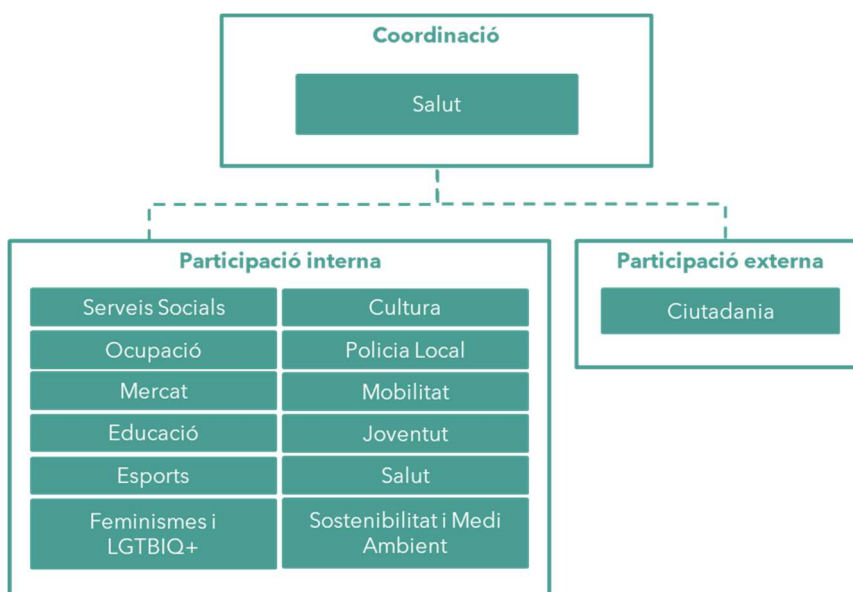 Coordinació
Salut
Participació interna
Serveis Socials
Cultura
Ocupació
Policia Local
Mercat
Mobilitat
Educació
Joventut
Esports
Salut
Feminismes i
LGTBIQ+
Sostenibilitat i Medi
Ambient
Participació externa
Ciutadania